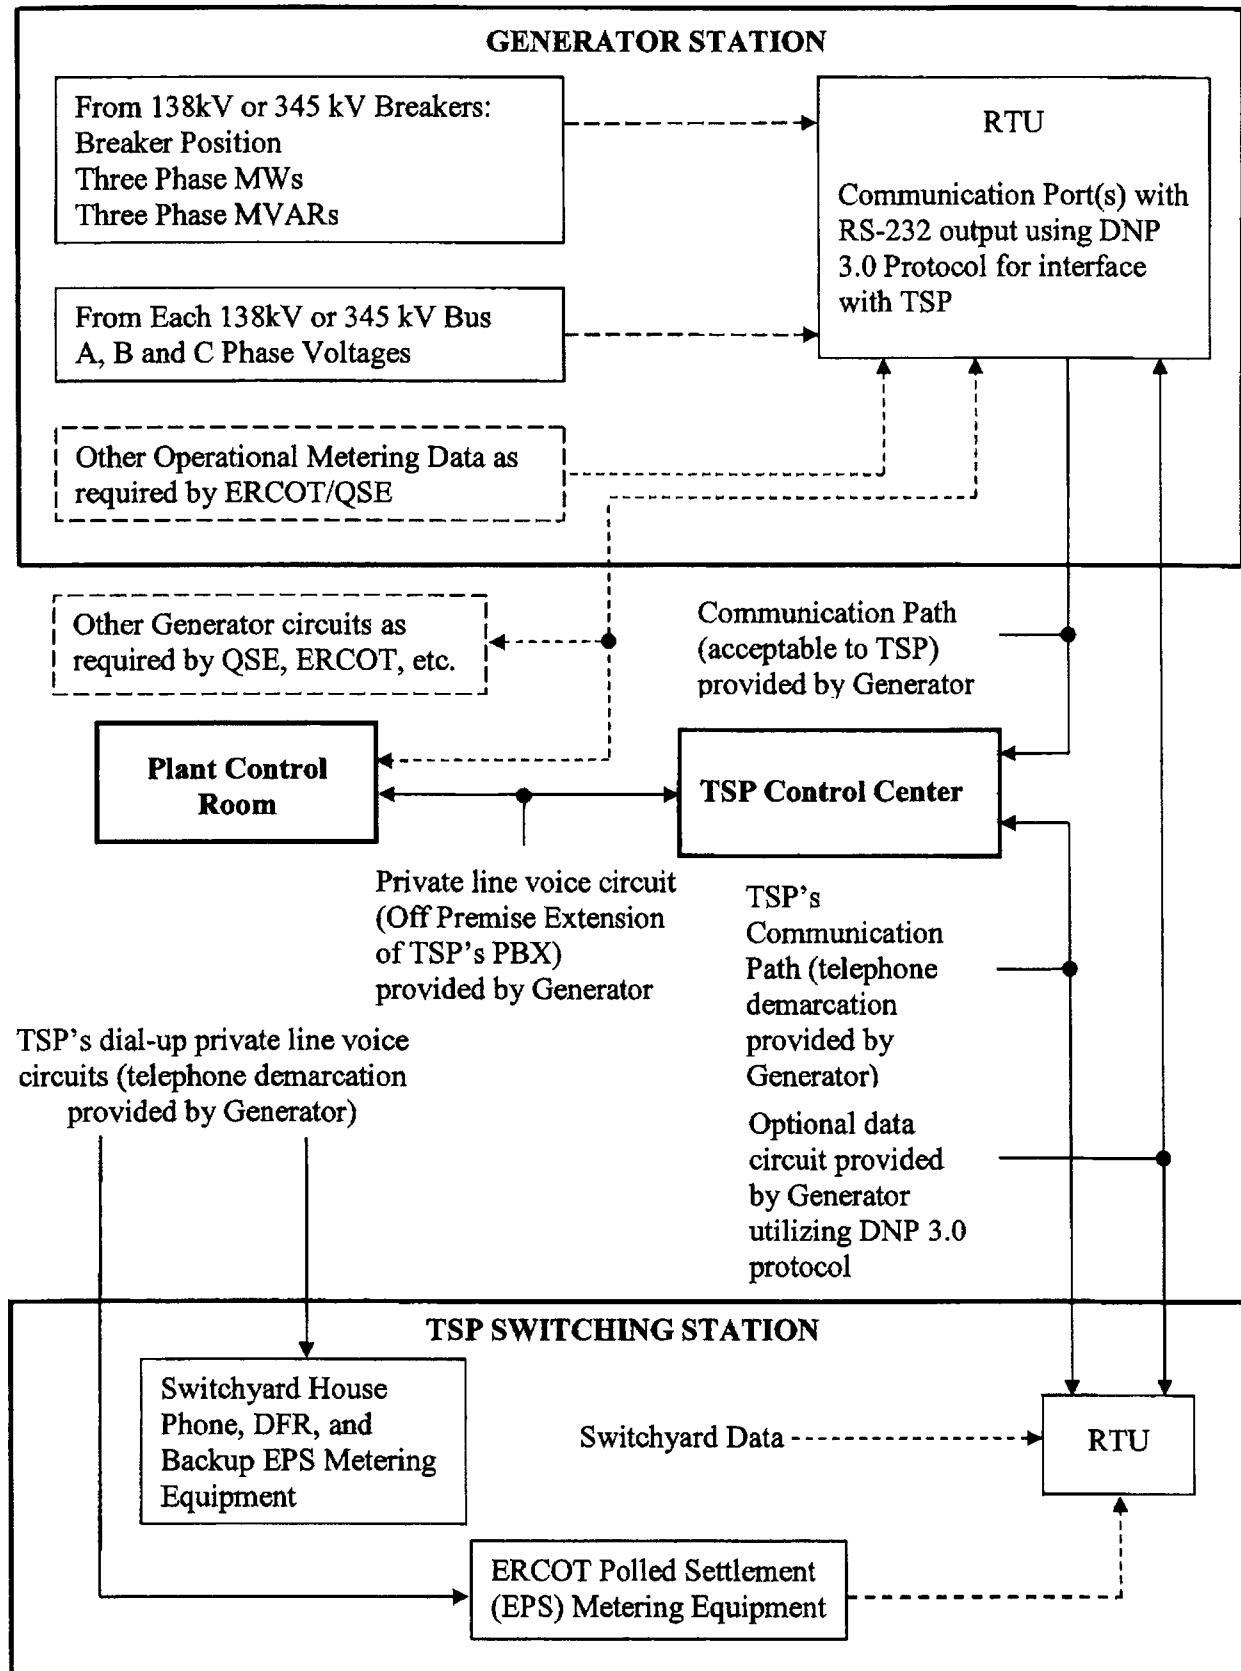 GENERATOR STATION
From 138kV or 345 kV Breakers:
Breaker Position
Three Phase MWs
Three Phase MVARs
RTU
Communication Port(s) with
RS-232 output using DNP
3.0 Protocol for interface
with TSP
From Each 138kV or 345 kV Bus
A, B and C Phase Voltages
Other Operational Metering Data as
required by ERCOT/QSE
Other Generator circuits as
required by QSE, ERCOT, etc.
Communication Path
(acceptable to TSP)
provided by Generator
Plant Control
Room
TSP Control Center
Private line voice circuit
(Off Premise Extension
of TSP's PBX)
provided by Generator
TSP's
Communication
Path (telephone
demarcation
provided by
Generator)
TSP's dial-up private line voice
circuits (telephone demarcation
provided by Generator)
Optional data
circuit provided
by Generator
utilizing DNP 3.0
protocol
TSP SWITCHING STATION
Switchyard House
Phone, DFR, and
Backup EPS Metering
Equipment
Switchyard Data
RTU
ERCOT Polled Settlement
(EPS) Metering Equipment